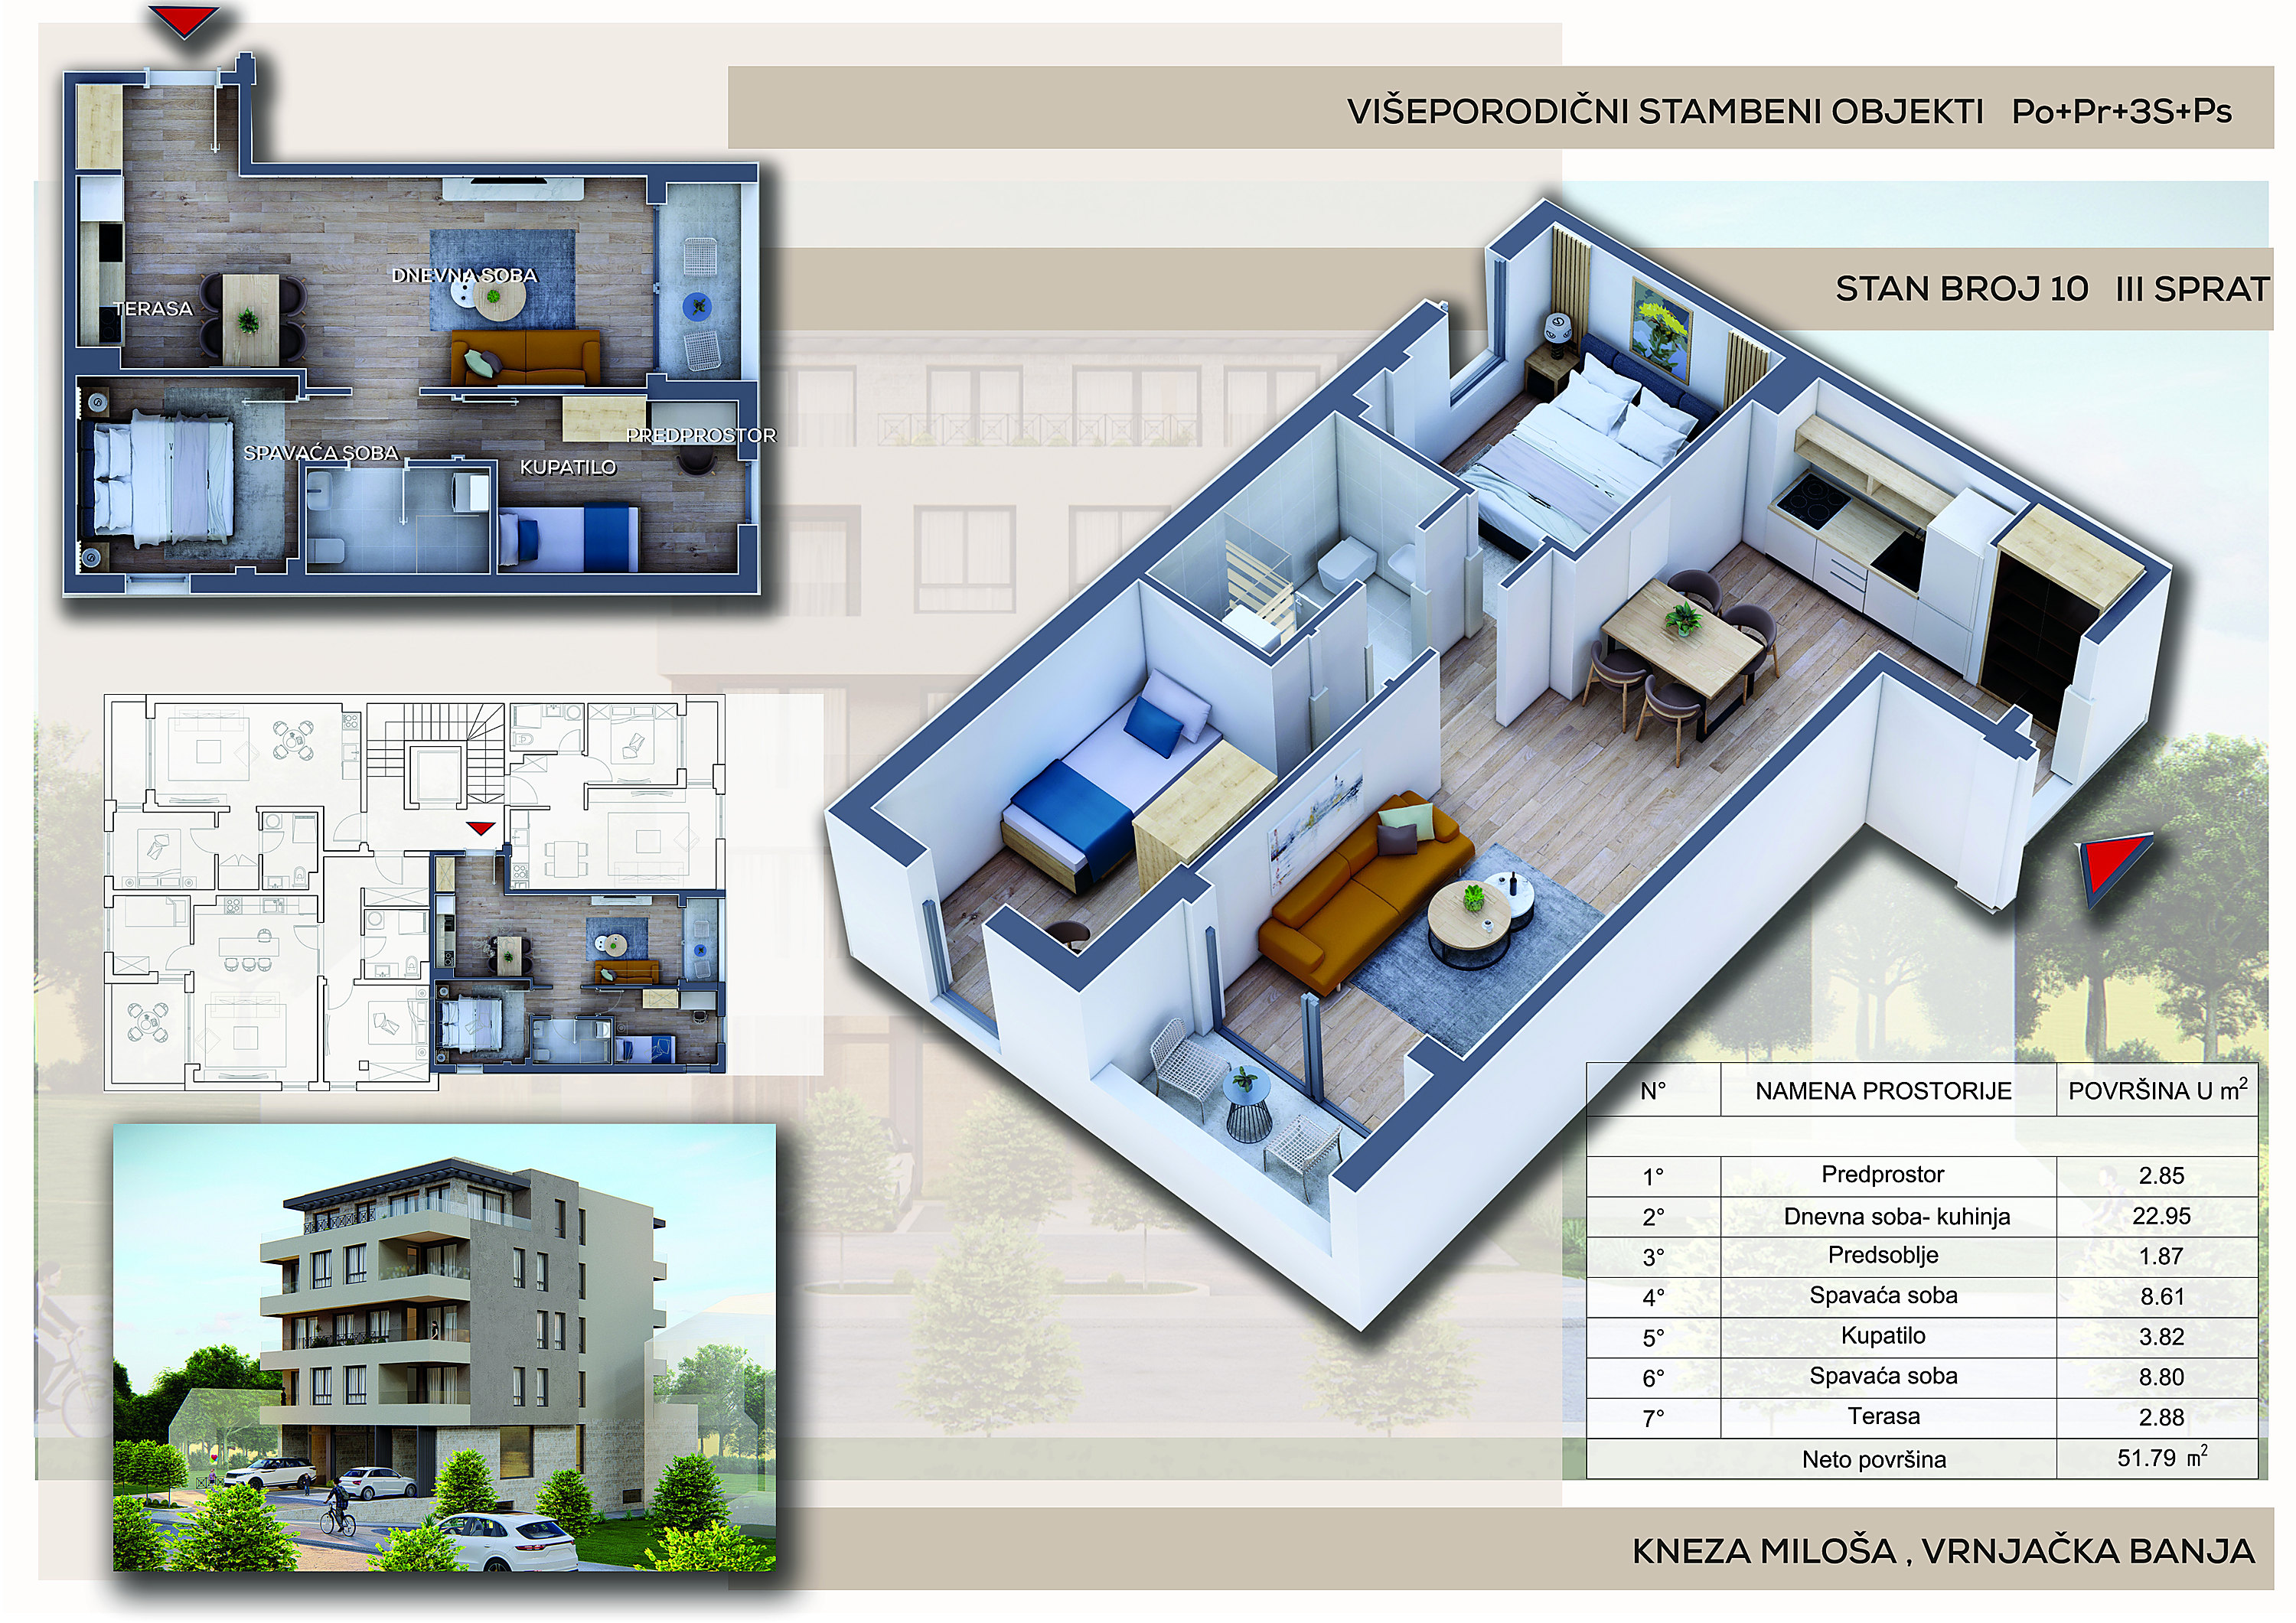 VIŠEPORODIČNI STAMBENI OBJEKTI Po+Pr+3S+Ps
STAN BROJ 10 III SPRAT
DNEVNA SOBA
TERASA
PREDPROSTOR
SPAVAĆA SOBA
KUPATILO
N° NAMENA PROSTORIJE POVRŠINA U m²
1° Predprostor 2.85
2° Dnevna soba- kuhinja 22.95
3° Predsoblje 1.87
4° Spavaća soba 8.61
5° Kupatilo 3.82
6° Spavaća soba 8.80
7° Terasa 2.88
Neto površina 51.79 m²
KNEZA MILOŠA , VRNJAČKA BANJA